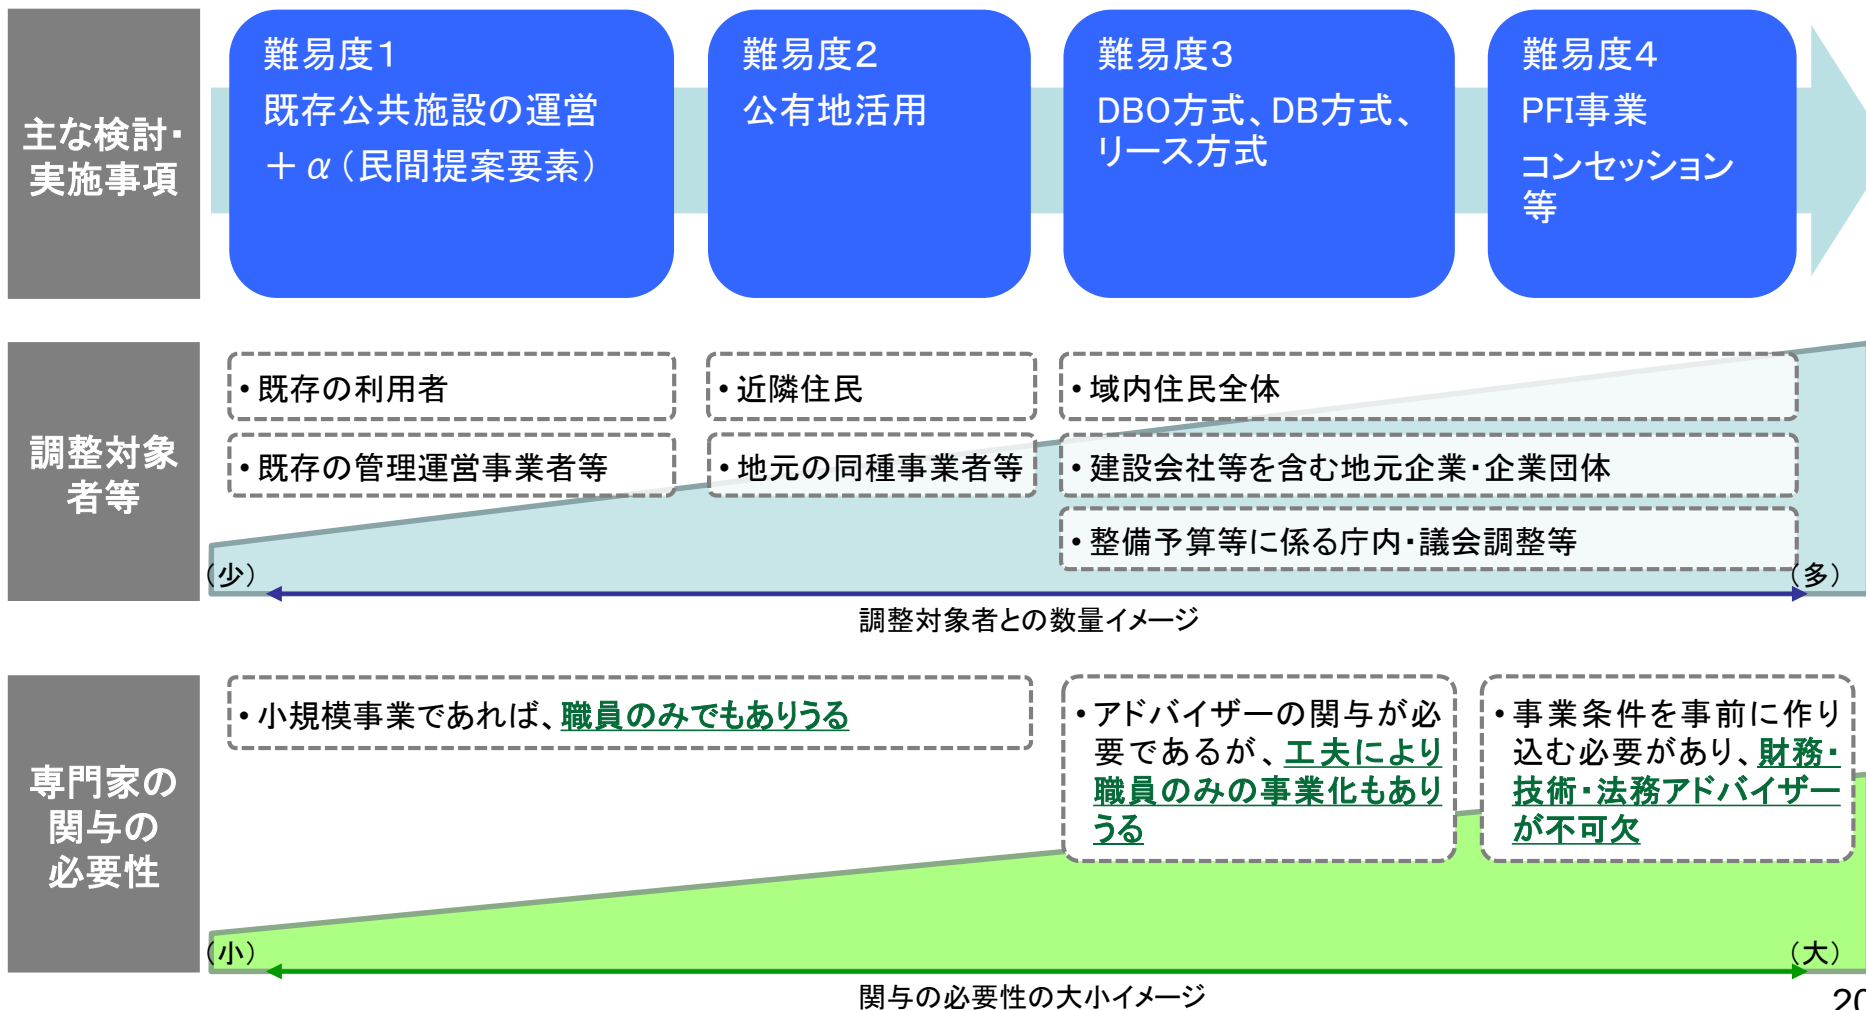 主な検討・
実施事項
難易度1
既存公共施設の運営
＋α（民間提案要素）
難易度2
公有地活用
難易度3
DBO方式、DB方式、
リース方式
難易度4
PFI事業
コンセッション
等
調整対象
者等
•既存の利用者
•既存の管理運営事業者等
•近隣住民
•地元の同種事業者等
•域内住民全体
•建設会社等を含む地元企業・企業団体
•整備予算等に係る庁内・議会調整等
（少）
（多）
調整対象者との数量イメージ
専門家の
関与の
必要性
•小規模事業であれば、職員のみでもありうる
•アドバイザーの関与が必
要であるが、工夫により
職員のみの事業化もあり
うる
•事業条件を事前に作り
込む必要があり、財務・
技術・法務アドバイザー
が不可欠
（小）
（大）
関与の必要性の大小イメージ
20